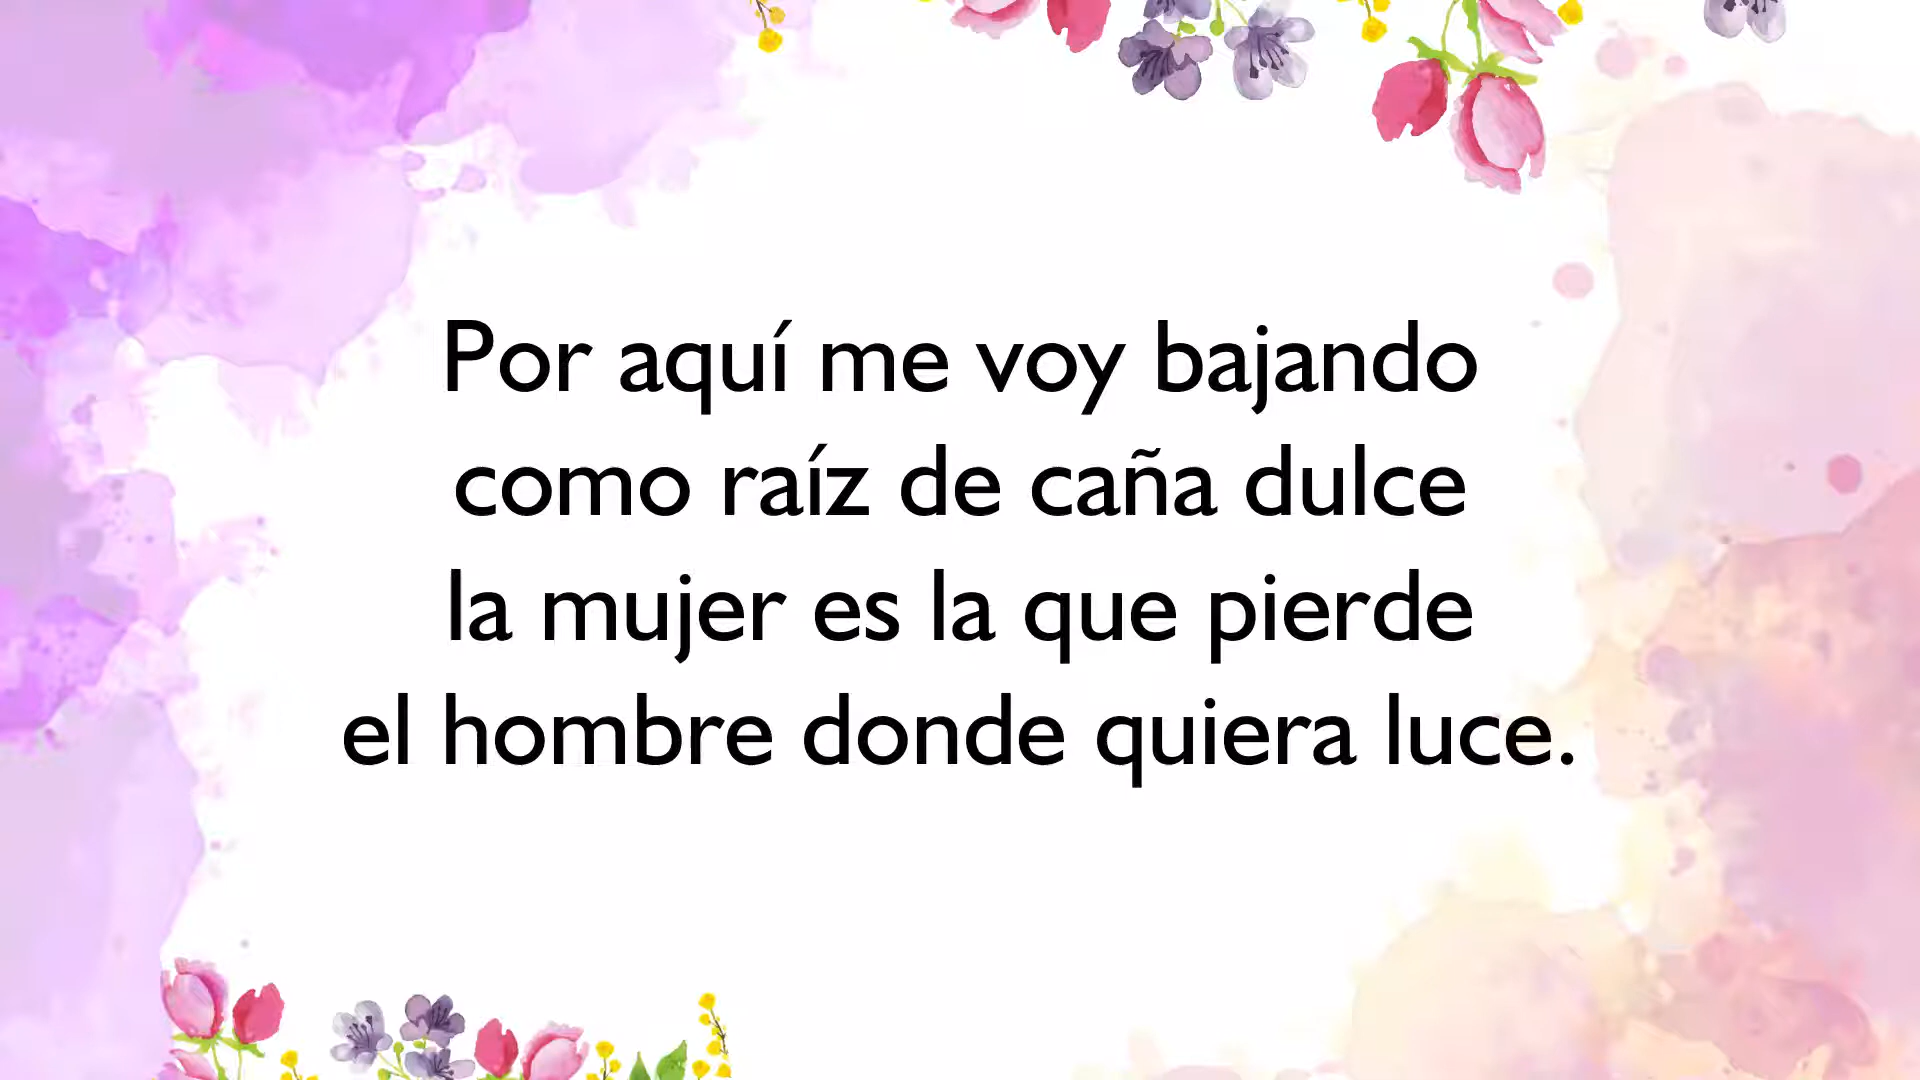 Por aquí me voy bajando
como raíz de caña dulce
la mujer es la que pierde
el hombre donde quiera luce.